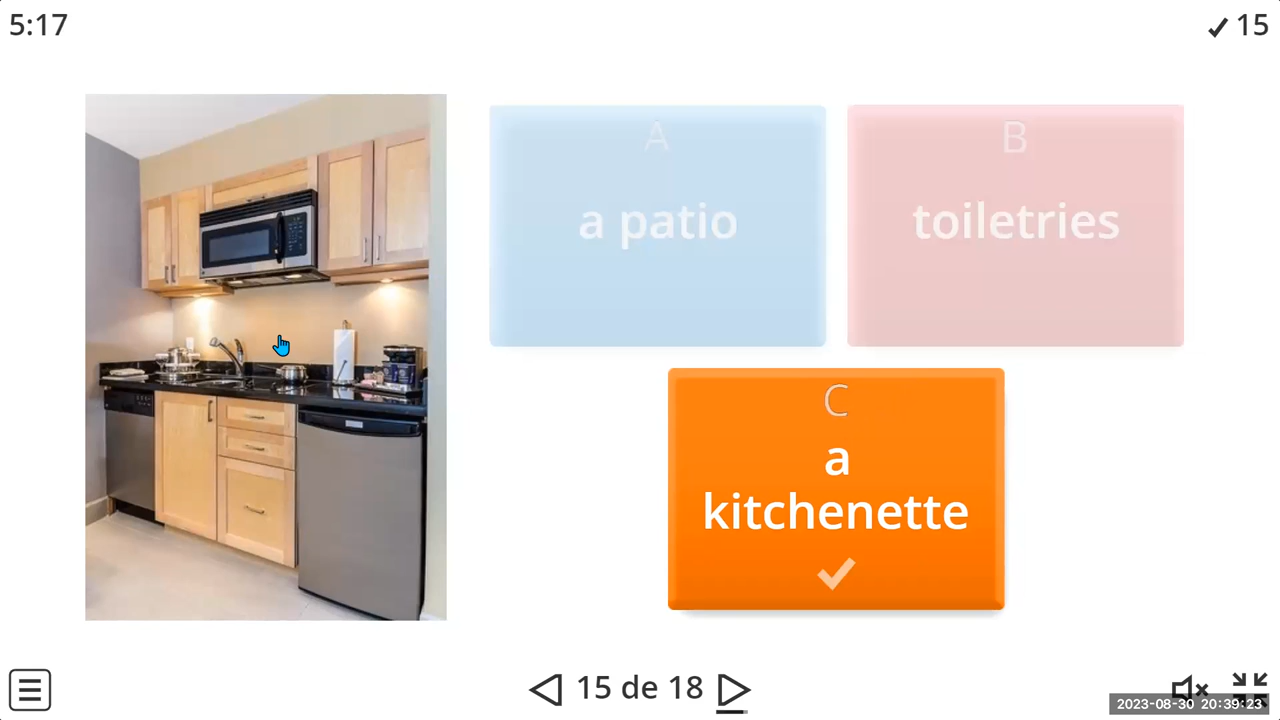 5:17
15
A
a patio
B
toiletries
C
a
kitchenette
15 de 18
2023-08-30 20:39:23